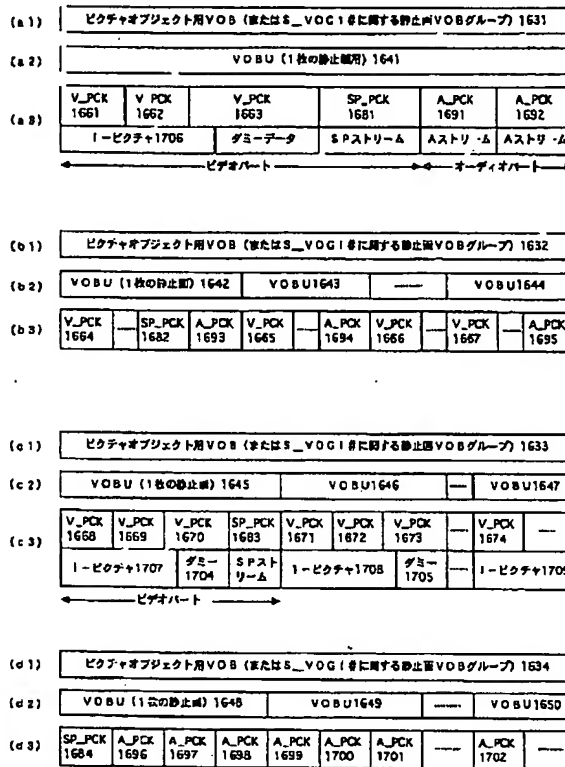 (a1) ピクチャオブジェクト用VOB (またはS_VOGI#に関する静止画VOBグループ) 1631
(a2) VOBU (1枚の静止画用) 1641
(a3) V_PCK 1661 V_PCK 1662 V_PCK 1663 SP_PCK 1681 A_PCK 1691 A_PCK 1692
I-ピクチャ1706 ダミーデータ SPストリーム Aストリーム Aストリーム
ビデオパート オーディオパート
(b1) ピクチャオブジェクト用VOB (またはS_VOGI#に関する静止画VOBグループ) 1632
(b2) VOBU (1枚の静止画) 1642 VOBU1643 —— VOBU1644
(b3) V_PCK 1664 — SP_PCK 1682 A_PCK 1693 V_PCK 1665 — A_PCK 1694 V_PCK 1666 — V_PCK 1667 — A_PCK 1695
(c1) ピクチャオブジェクト用VOB (またはS_VOGI#に関する静止画VOBグループ) 1633
(c2) VOBU (1枚の静止画) 1645 VOBU1646 — VOBU1647
(c3) V_PCK 1668 V_PCK 1669 V_PCK 1670 SP_PCK 1683 V_PCK 1671 V_PCK 1672 V_PCK 1673 — V_PCK 1674 —
I-ピクチャ1707 ダミー 1704 SPストリーム I-ピクチャ1708 ダミー 1705 — I-ピクチャ1709
ビデオパート
(d1) ピクチャオブジェクト用VOB (またはS_VOGI#に関する静止画VOBグループ) 1634
(d2) VOBU (1枚の静止画) 1648 VOBU1649 —— VOBU1650
(d3) SP_PCK 1684 A_PCK 1696 A_PCK 1697 A_PCK 1698 A_PCK 1699 A_PCK 1700 A_PCK 1701 —— A_PCK 1702 ——